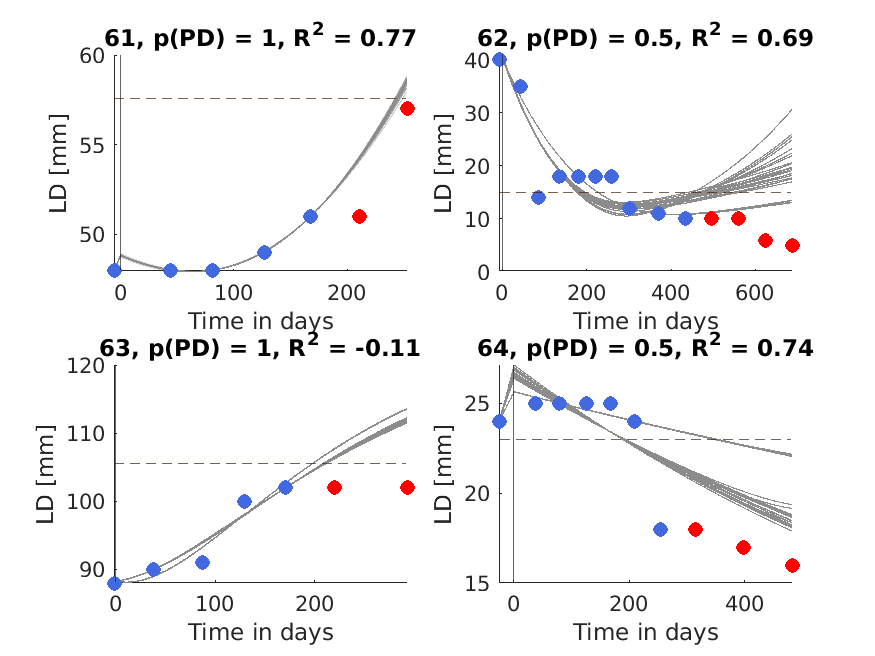 61, p(PD) = 1, R² = 0.77
60
55
50
LD [mm]
0 100 200
Time in days
62, p(PD) = 0.5, R² = 0.69
40
30
20
10
0
LD [mm]
0 200 400 600
Time in days
63, p(PD) = 1, R² = -0.11
120
110
100
90
LD [mm]
0 100 200
Time in days
64, p(PD) = 0.5, R² = 0.74
25
20
15
LD [mm]
0 200 400
Time in days